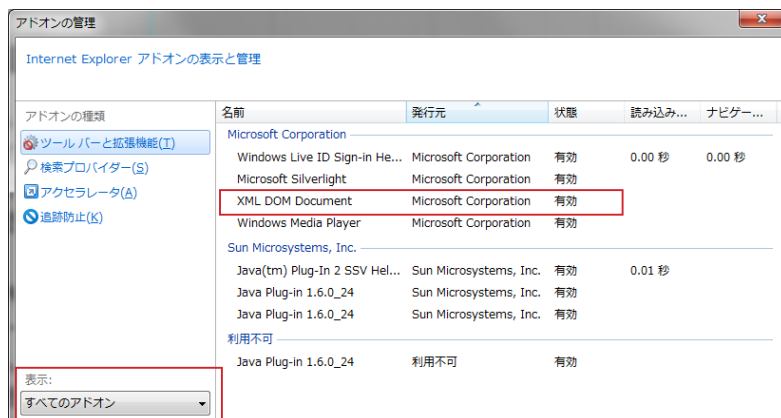 アドオンの管理
Internet Explorer アドオンの表示と管理
アドオンの種類
ツール バーと拡張機能(T)
検索プロバイダー(S)
アクセラレータ(A)
追跡防止(K)
名前 発行元 状態 読み込み... ナビゲー...
Microsoft Corporation
Windows Live ID Sign-in He... Microsoft Corporation 有効 0.00 秒 0.00 秒
Microsoft Silverlight Microsoft Corporation 有効
XML DOM Document Microsoft Corporation 有効
Windows Media Player Microsoft Corporation 有効
Sun Microsystems, Inc.
Java(tm) Plug-In 2 SSV Hel... Sun Microsystems, Inc. 有効 0.01 秒
Java Plug-in 1.6.0_24 Sun Microsystems, Inc. 有効
Java Plug-in 1.6.0_24 Sun Microsystems, Inc. 有効
利用不可
Java Plug-in 1.6.0_24 利用不可 有効
表示:
すべてのアドオン